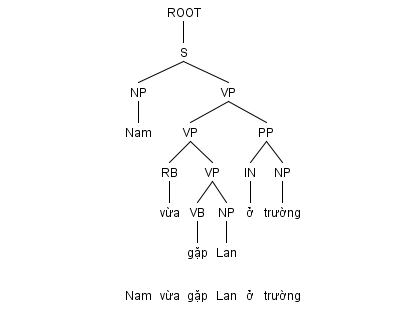 ROOT
S
NP VP
Nam VP PP
RB VP IN NP
vừa VB NP ở trường
gặp Lan
Nam vừa gặp Lan ở trường